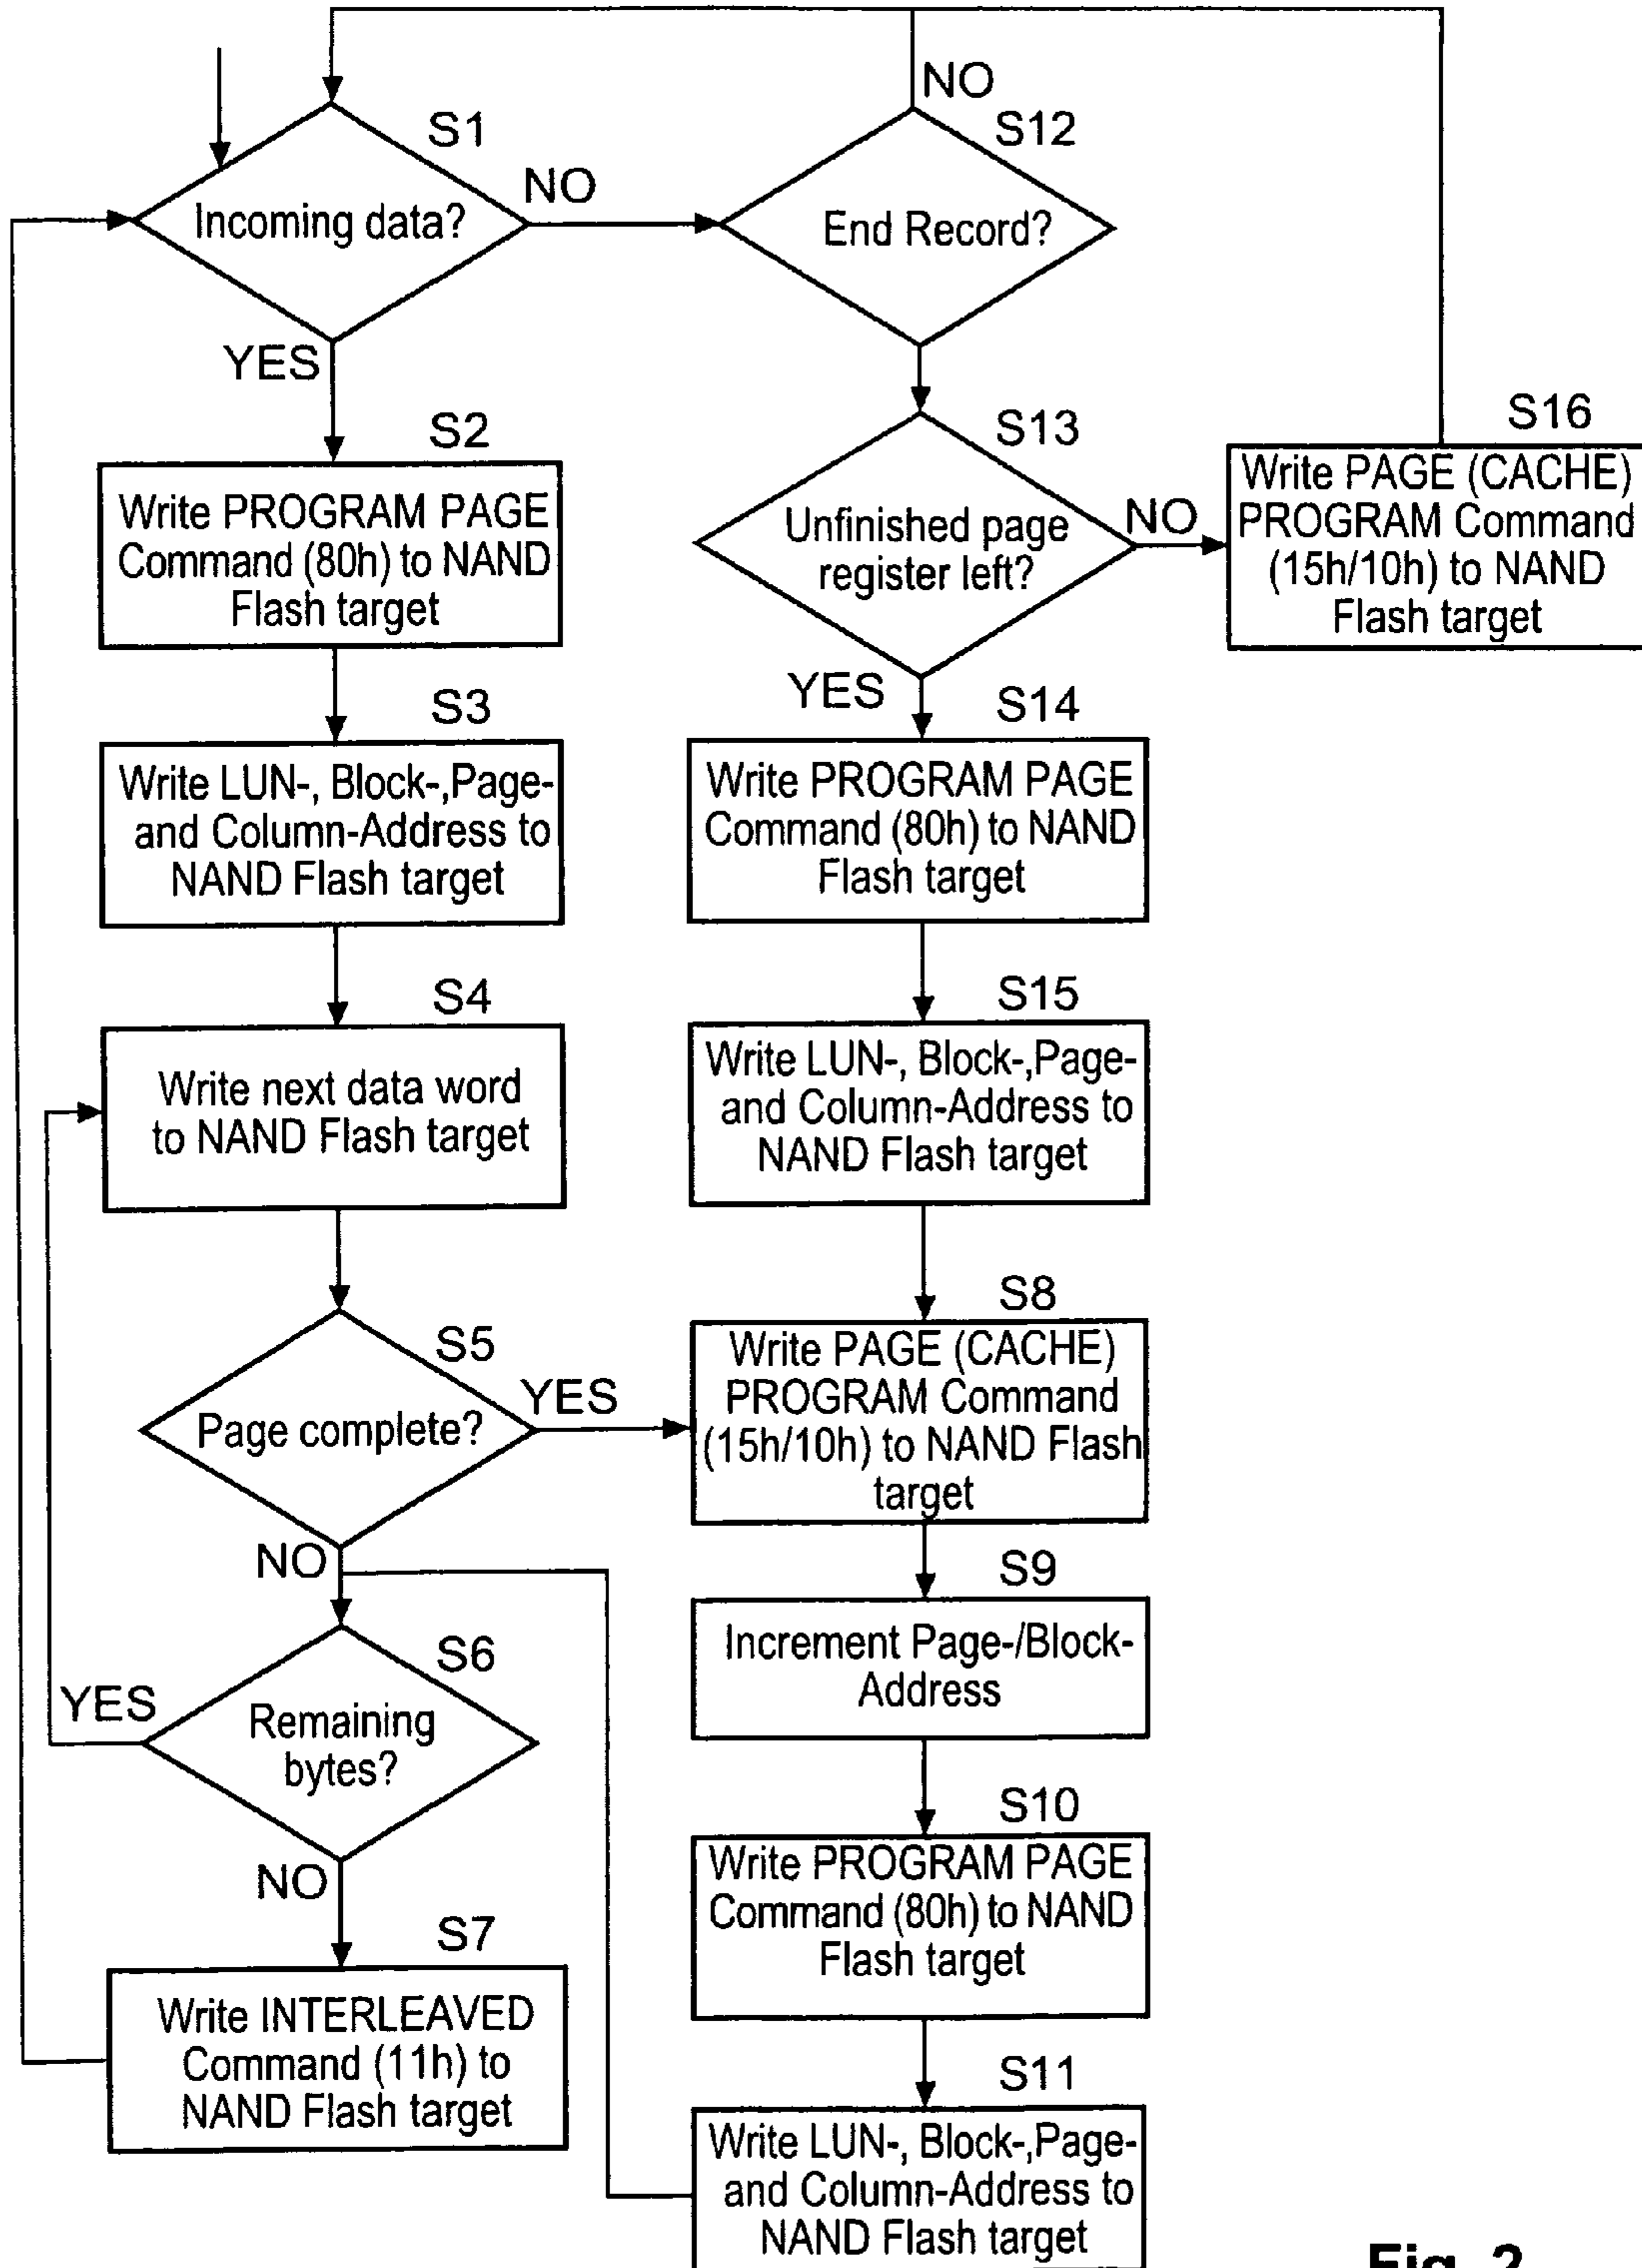 NO
S1
S12
Incoming data?
NO
End Record?
YES
S2
Write PROGRAM PAGE
Command (80h) to NAND
Flash target
S13
Unfinished page
register left?
NO
S16
Write PAGE (CACHE)
PROGRAM Command
(15h/10h) to NAND
Flash target
YES
S3
Write LUN-, Block-,Page-
and Column-Address to
NAND Flash target
S14
Write PROGRAM PAGE
Command (80h) to NAND
Flash target
S4
Write next data word
to NAND Flash target
S15
Write LUN-, Block-,Page-
and Column-Address to
NAND Flash target
S5
Page complete?
YES
NO
S8
Write PAGE (CACHE)
PROGRAM Command
(15h/10h) to NAND Flash
target
S6
Remaining
bytes?
YES
NO
S9
Increment Page-/Block-
Address
S7
Write INTERLEAVED
Command (11h) to
NAND Flash target
S10
Write PROGRAM PAGE
Command (80h) to NAND
Flash target
S11
Write LUN-, Block-,Page-
and Column-Address to
NAND Flash target
Fig. 2